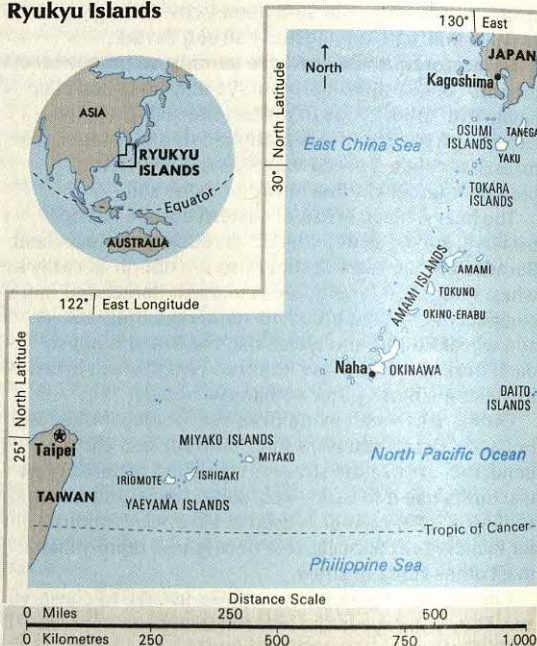 Ryukyu Islands
130° East
↑
North
JAPAN
Kagoshima
North Latitude
30°
ASIA
RYUKYU
ISLANDS
Equator
AUSTRALIA
East China Sea
OSUMI
ISLANDS
TANEGA
YAKU
TOKARA
ISLANDS
AMAMI ISLANDS
AMAMI
TOKUNO
OKINO-ERABU
122° East Longitude
North Latitude
25°
Naha
OKINAWA
DAITO
ISLANDS
Taipei
TAIWAN
MIYAKO ISLANDS
MIYAKO
IRIOMOTE
ISHIGAKI
YAEYAMA ISLANDS
North Pacific Ocean
Tropic of Cancer
Philippine Sea
Distance Scale
0 Miles 250 500
0 Kilometres 250 500 750 1,000